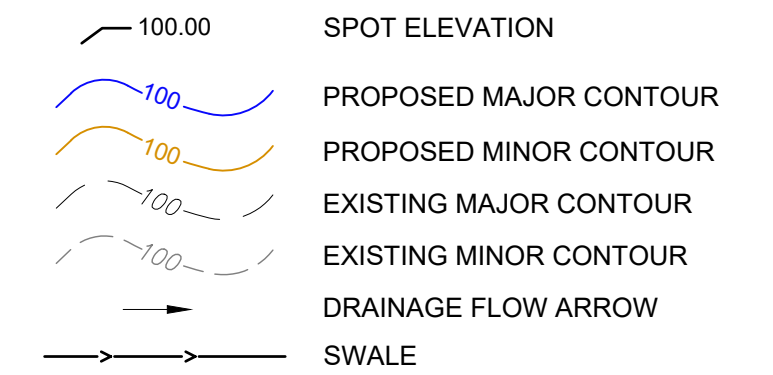 100.00 SPOT ELEVATION
100 PROPOSED MAJOR CONTOUR
100 PROPOSED MINOR CONTOUR
100 EXISTING MAJOR CONTOUR
100 EXISTING MINOR CONTOUR
DRAINAGE FLOW ARROW
SWALE